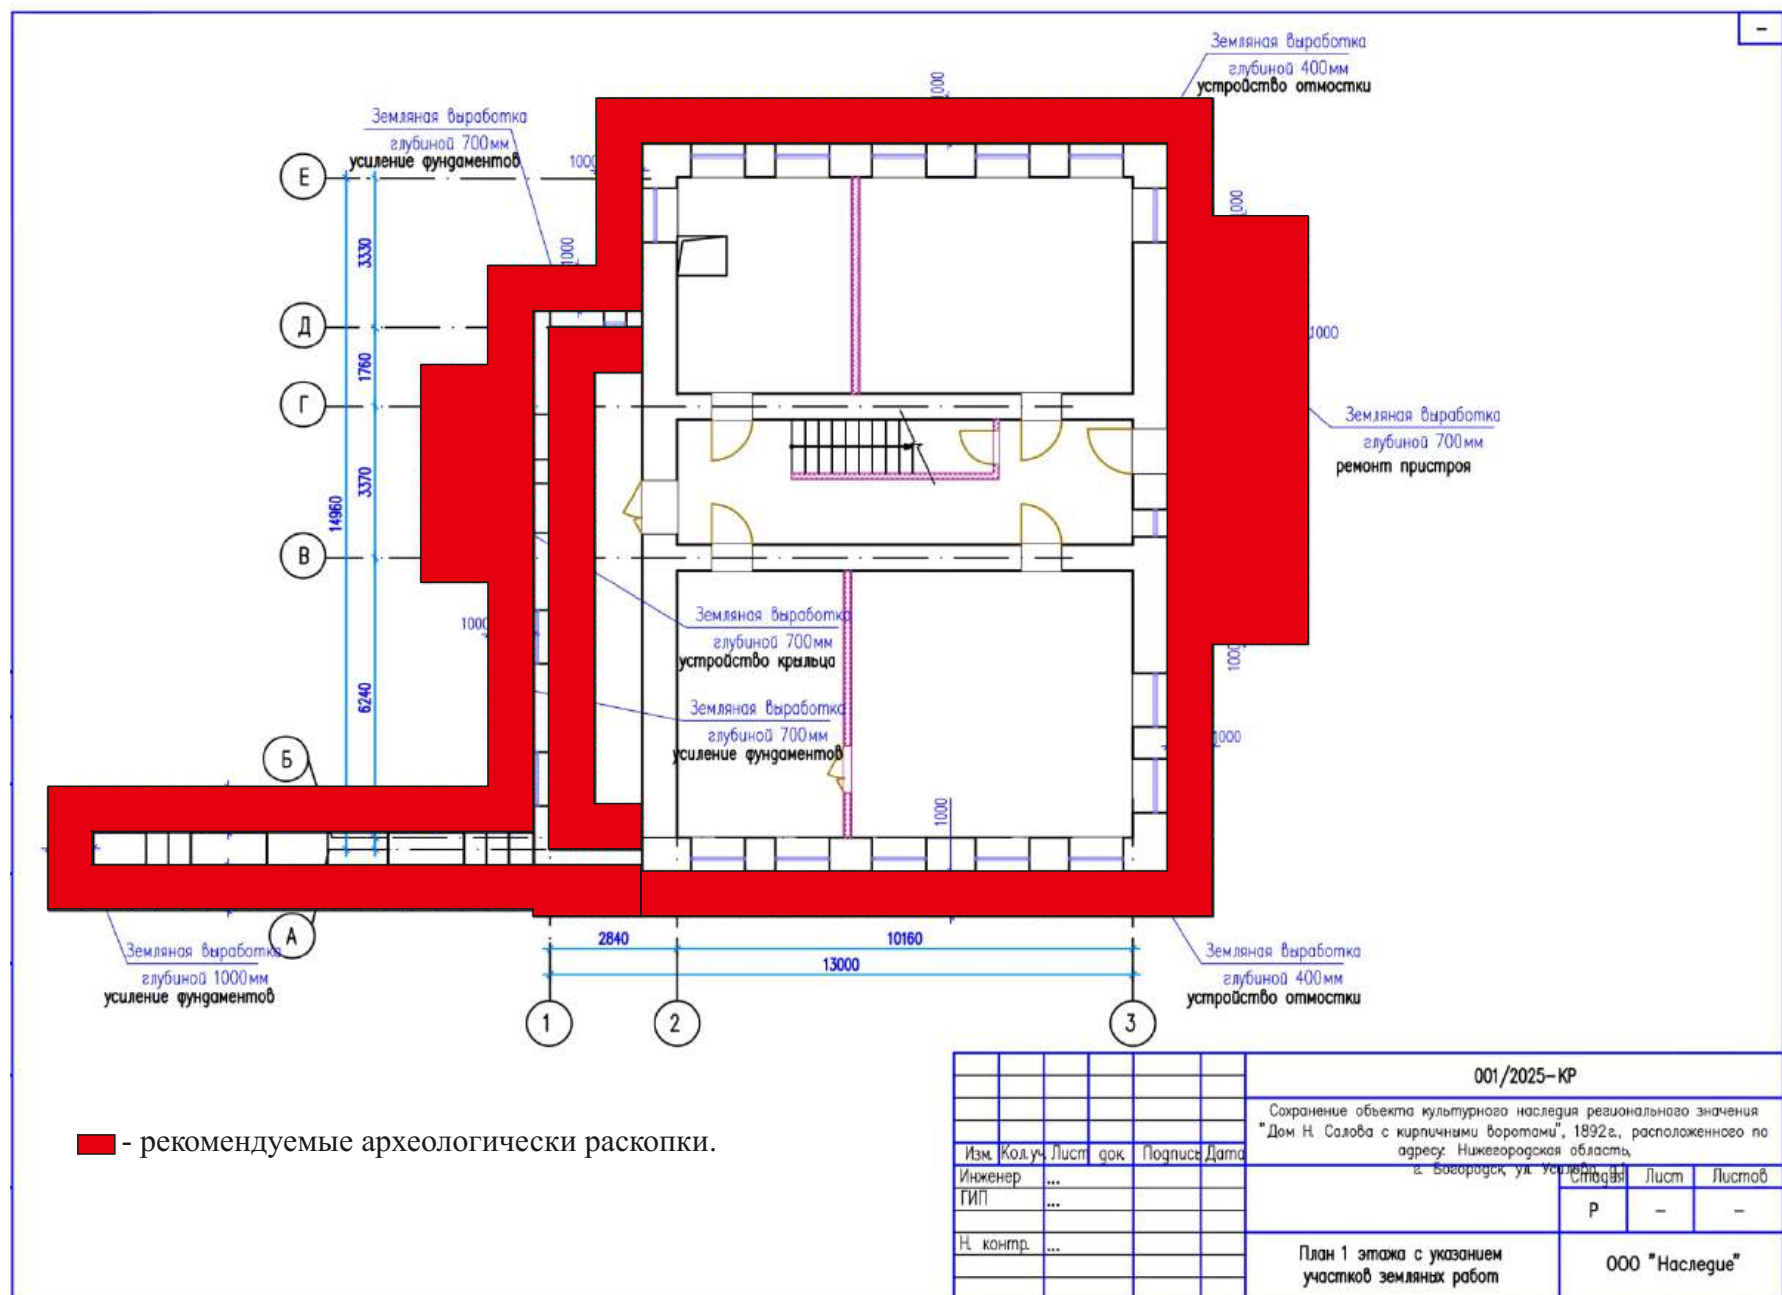 –
Земляная выработка
глубиной 400мм
устройство отмостки
1000
Земляная выработка
глубиной 700мм
усиление фундаментов
1000
Е
1000
1000
3330
Д
1000
1760
Г
Земляная выработка
глубиной 700мм
ремонт пристроя
3370
14960
В
Земляная выработка
глубиной 700мм
устройство крыльца
1000
1000
6240
Земляная выработка
глубиной 700мм
усиление фундаментов
1000
Б
1000
А
Земляная выработка
глубиной 1000мм
усиление фундаментов
2840
10160
13000
Земляная выработка
глубиной 400мм
устройство отмостки
1
2
3
- рекомендуемые археологически раскопки.
001/2025-КР
Сохранение объекта культурного наследия регионального значения
"Дом Н. Салова с кирпичными воротами", 1892г., расположенного по
адресу: Нижегородская область,
г. Богородск, ул.
Изм. Кол.уч Лист док. Подпись Дата
Инженер ...
ГИП ...
Н. контр. ...
Стадия Лист Листов
Р – –
План 1 этажа с указанием
участков земляных работ
ООО "Наследие"